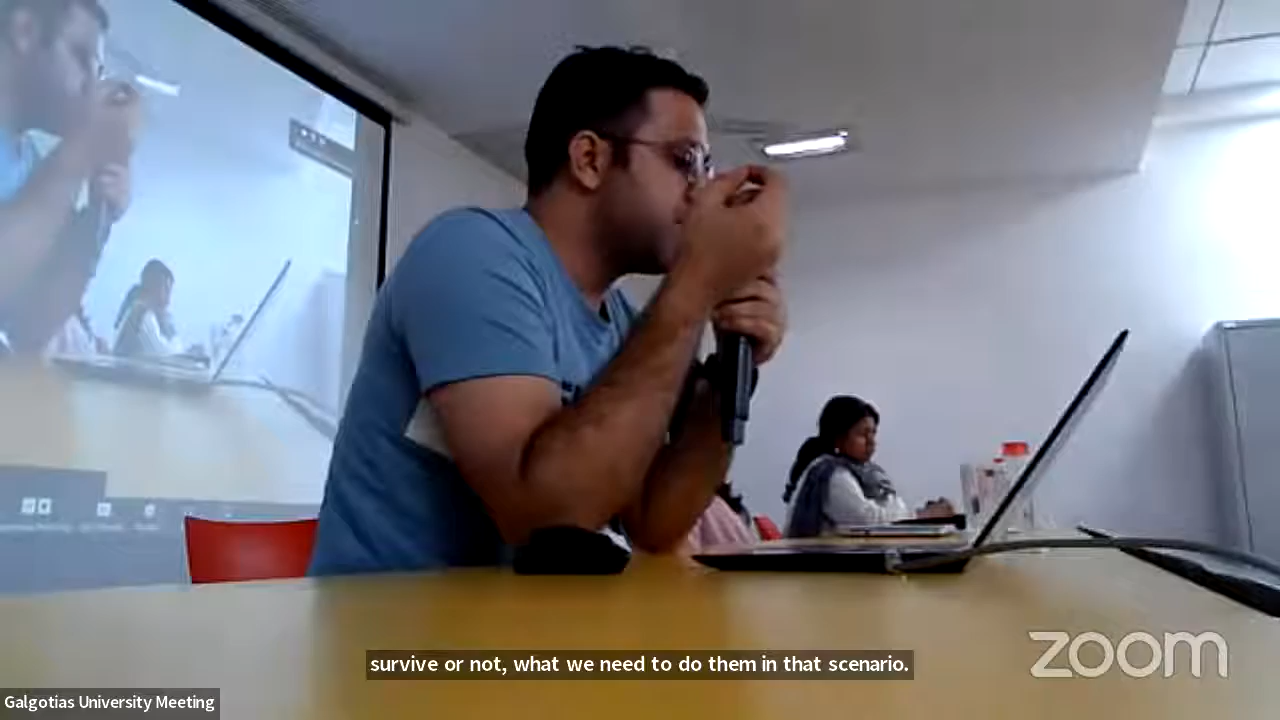 survive or not, what we need to do them in that scenario.
zoom
Galgotias University Meeting